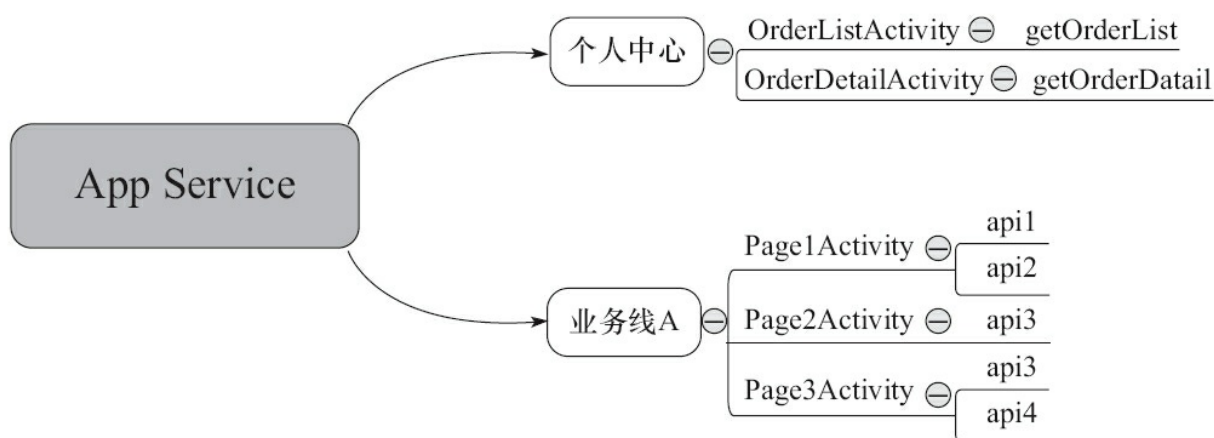 App Service
个人中心
OrderListActivity getOrderList
OrderDetailActivity getOrderDatail
业务线A
Page1Activity
api1
api2
Page2Activity api3
Page3Activity
api3
api4